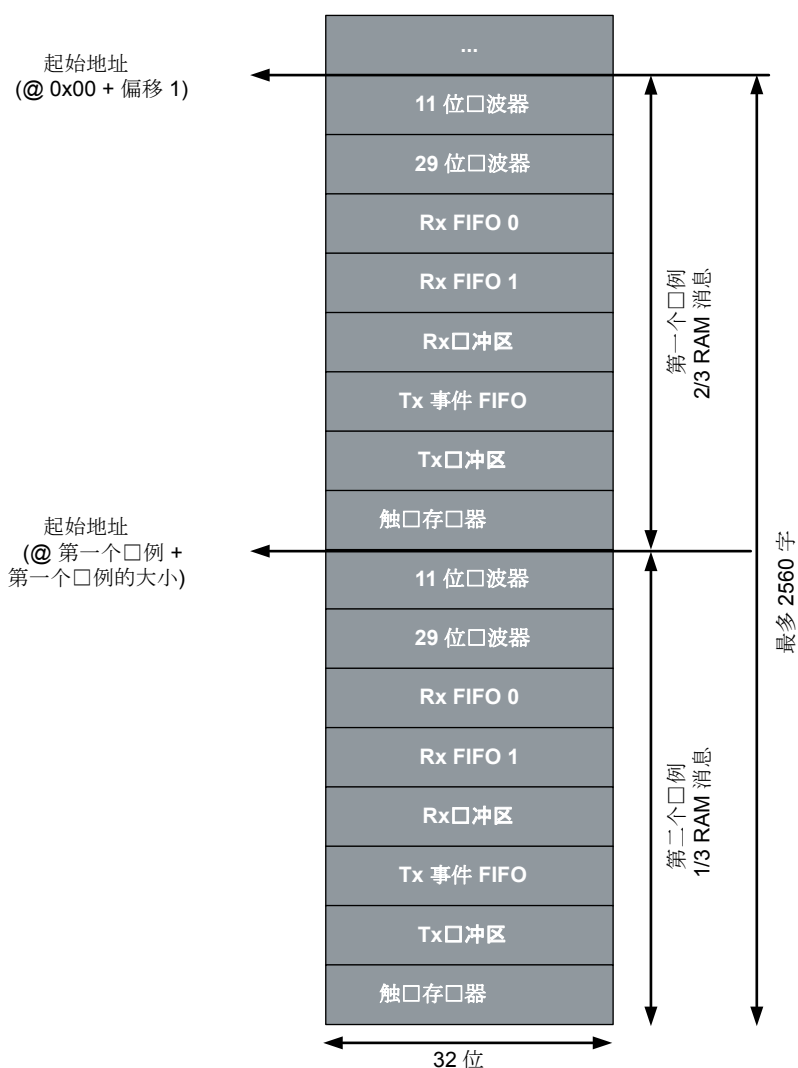 ...
起始地址
(@ 0x00 + 偏移 1)
11 位□波器
29 位□波器
Rx FIFO 0
Rx FIFO 1
Rx□冲区
Tx 事件 FIFO
Tx□冲区
触□存□器
第一个□例
2/3 RAM 消息
起始地址
(@ 第一个□例 +
第一个□例的大小)
11 位□波器
29 位□波器
Rx FIFO 0
Rx FIFO 1
Rx□冲区
Tx 事件 FIFO
Tx□冲区
触□存□器
第二个□例
1/3 RAM 消息
最多 2560 字
32 位